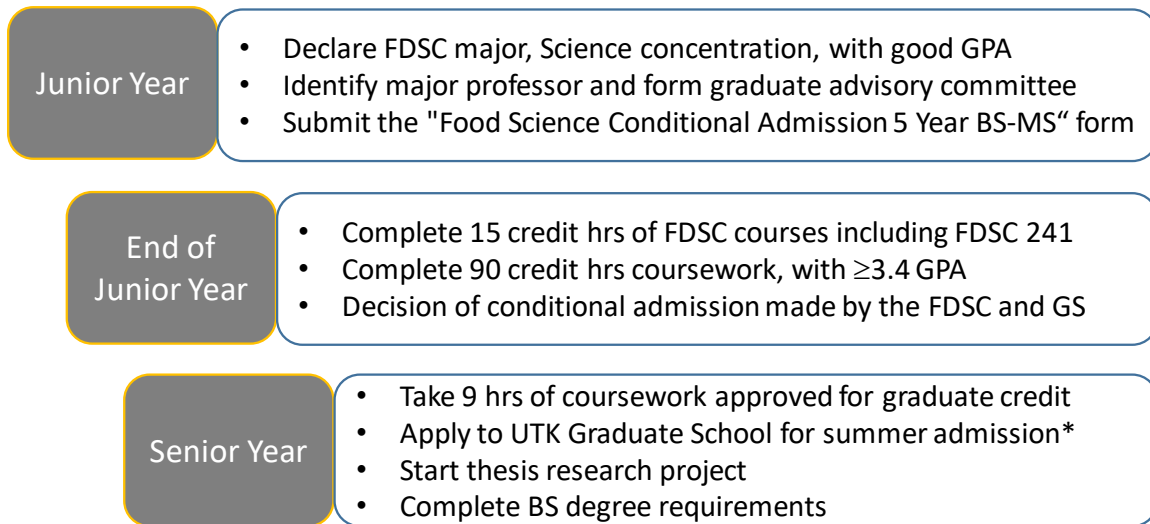 Junior Year
• Declare FDSC major, Science concentration, with good GPA
• Identify major professor and form graduate advisory committee
• Submit the "Food Science Conditional Admission 5 Year BS-MS“ form
End of
Junior Year
• Complete 15 credit hrs of FDSC courses including FDSC 241
• Complete 90 credit hrs coursework, with ≥3.4 GPA
• Decision of conditional admission made by the FDSC and GS
Senior Year
• Take 9 hrs of coursework approved for graduate credit
• Apply to UTK Graduate School for summer admission*
• Start thesis research project
• Complete BS degree requirements